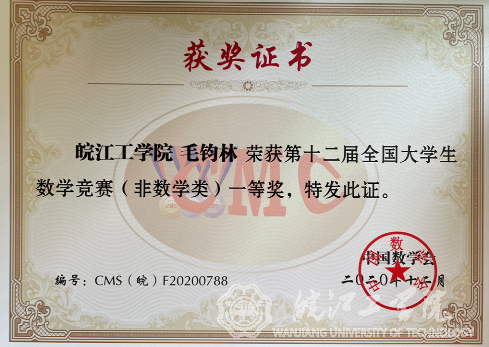 获奖证书
皖江工学院 毛钧林 荣获第十二届全国大学生
数学竞赛（非数学类）一等奖，特发此证。
CMC
中国数学会
编号：CMS（皖）F20200788
二〇二〇年十二月
皖江工学院
WANJIANG UNIVERSITY OF TECHNOLOGY